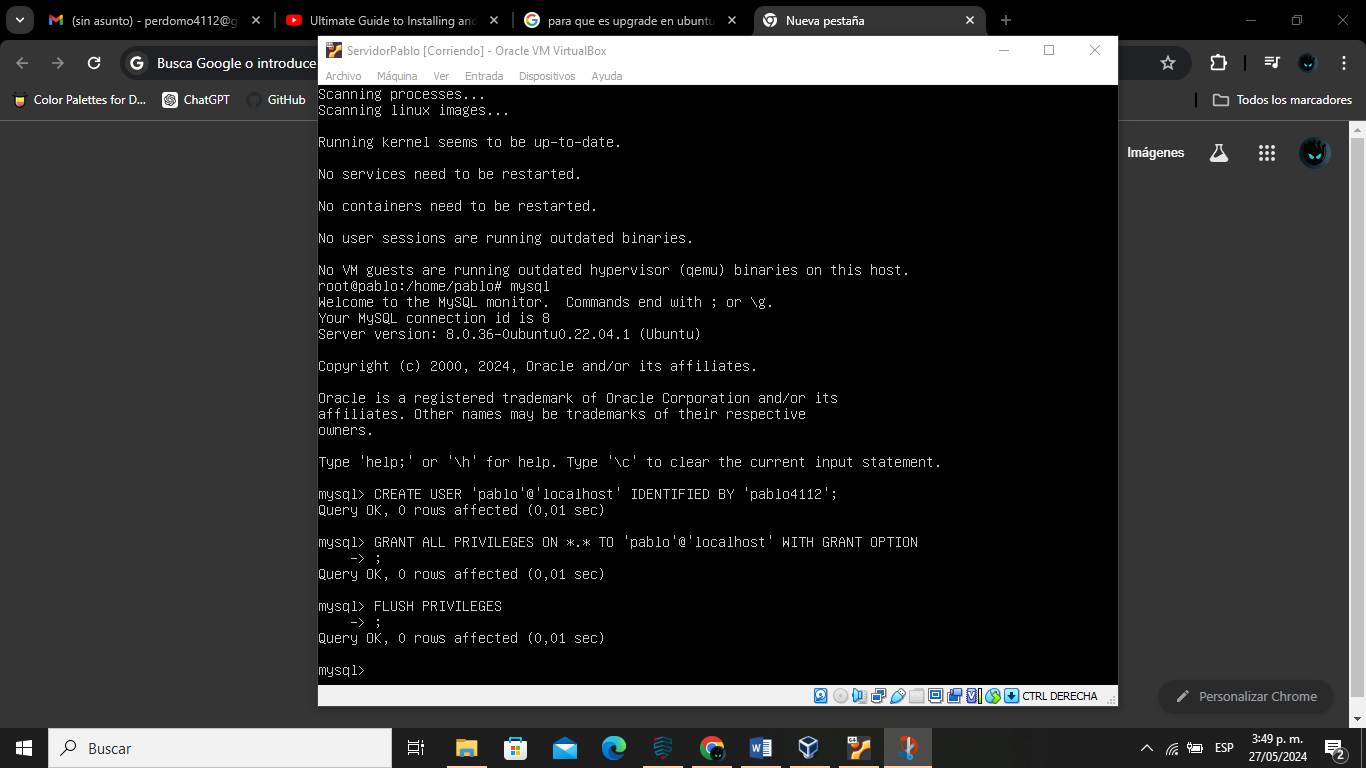 (sin asunto) - perdomo4112@g
Ultimate Guide to Installing and
para que es upgrade en ubuntu
Nueva pestaña
Busca Google o introduce
Color Palettes for D...
ChatGPT
GitHub
Todos los marcadores
Imágenes
ServidorPablo [Corriendo] - Oracle VM VirtualBox
Archivo Máquina Ver Entrada Dispositivos Ayuda
Scanning processes...
Scanning linux images...
Running kernel seems to be up-to-date.
No services need to be restarted.
No containers need to be restarted.
No user sessions are running outdated binaries.
No VM guests are running outdated hypervisor (qemu) binaries on this host.
root@pablo:/home/pablo# mysql
Welcome to the MySQL monitor.  Commands end with ; or \g.
Your MySQL connection id is 8
Server version: 8.0.36-0ubuntu0.22.04.1 (Ubuntu)
Copyright (c) 2000, 2024, Oracle and/or its affiliates.
Oracle is a registered trademark of Oracle Corporation and/or its
affiliates. Other names may be trademarks of their respective
owners.
Type 'help;' or '\h' for help. Type '\c' to clear the current input statement.
mysql> CREATE USER 'pablo'@'localhost' IDENTIFIED BY 'pablo4112';
Query OK, 0 rows affected (0,01 sec)
mysql> GRANT ALL PRIVILEGES ON *.* TO 'pablo'@'localhost' WITH GRANT OPTION
-> ;
Query OK, 0 rows affected (0,01 sec)
mysql> FLUSH PRIVILEGES
-> ;
Query OK, 0 rows affected (0,01 sec)
mysql>
CTRL DERECHA
Personalizar Chrome
Buscar
ESP
3:49 p. m.
27/05/2024
2